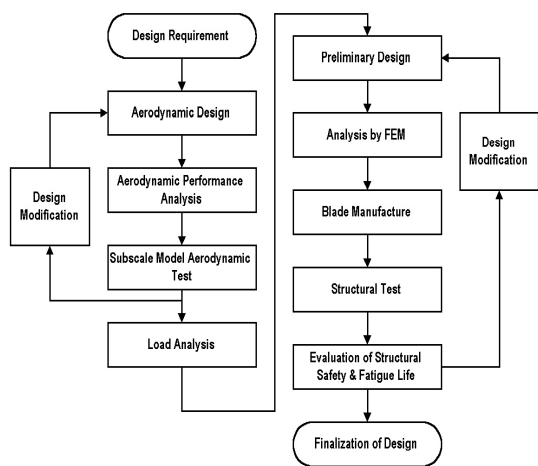 Design Requirement
Aerodynamic Design
Aerodynamic Performance
Analysis
Subscale Model Aerodynamic
Test
Load Analysis
Design
Modification
Preliminary Design
Analysis by FEM
Blade Manufacture
Structural Test
Evaluation of Structural
Safety & Fatigue Life
Finalization of Design
Design
Modification